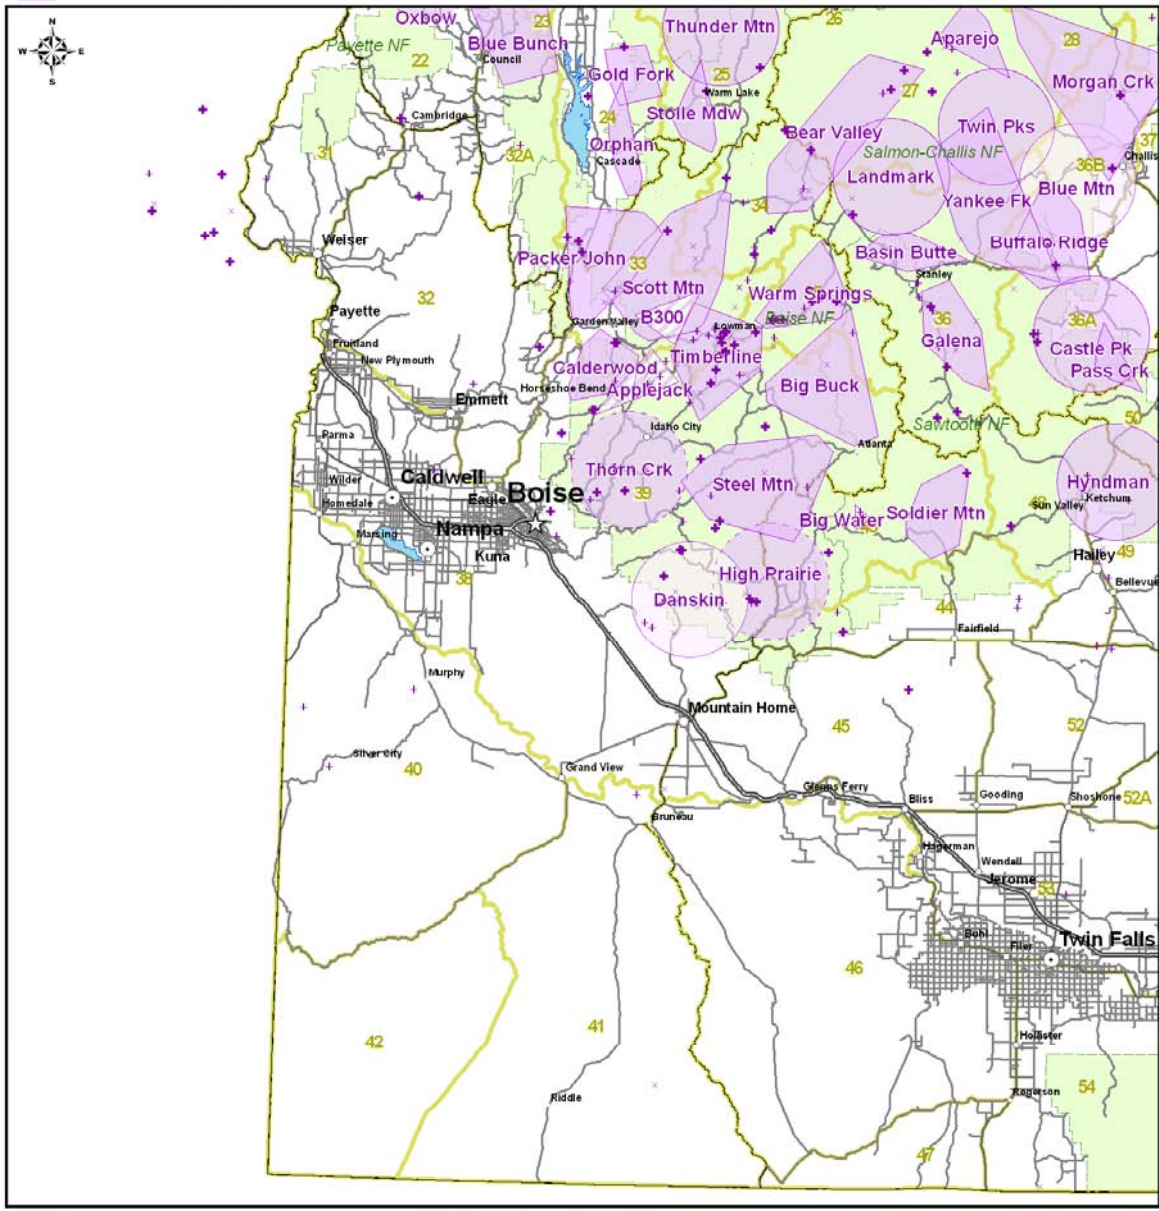 N
W E
S
Oxbow
23
Thunder Mtn
26
Aparejo
28
Payette NF
22
Blue Bunch
Council
Gold Fork
25
Warm Lake
27
Morgan Crk
Cambridge
24
Stolle Mdw
Bear Valley
Twin Pks
31
32A
Orphan
Cascade
Salmon-Challis NF
37
36B
Challis
Landmark
Blue Mtn
34
Yankee Fk
Weiser
Packer John
33
Basin Butte
Buffalo Ridge
Stanley
32
Scott Mtn
Warm Springs
Payette
B300
Garden Valley
Lowman
Boise NF
36
36A
Fruitland
New Plymouth
Timberline
Galena
Castle Pk
Calderwood
Pass Crk
Horseshoe Bend
Applejack
Big Buck
Emmett
Idaho City
Sawtooth NF
50
Parma
Atlanta
Caldwell
Thorn Crk
Hyndman
Wilder
Eagle
Boise
39
Steel Mtn
Ketchum
Homedale
48
Sun Valley
Nampa
Big Water
43
Soldier Mtn
Marsing
Kuna
49
Hailey
38
High Prairie
Bellevue
Danskin
44
Fairfield
Murphy
Mountain Home
45
52
Silver City
40
Grand View
Glenns Ferry
Bliss
Gooding
Shoshone
52A
Bruneau
Hagerman
Wendell
Jerome
53
Buhl
Filer
Twin Falls
46
42
41
Hollister
54
Riddle
Rogerson
47